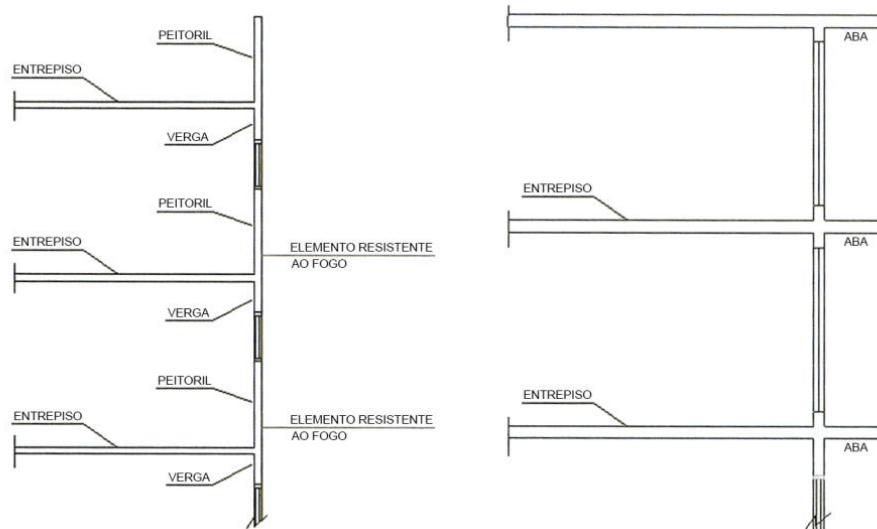 PEITORIL
ENTREPISO
VERGA
PEITORIL
ENTREPISO
ELEMENTO RESISTENTE
AO FOGO
VERGA
PEITORIL
ENTREPISO
ELEMENTO RESISTENTE
AO FOGO
VERGA
ABA
ENTREPISO
ABA
ENTREPISO
ABA